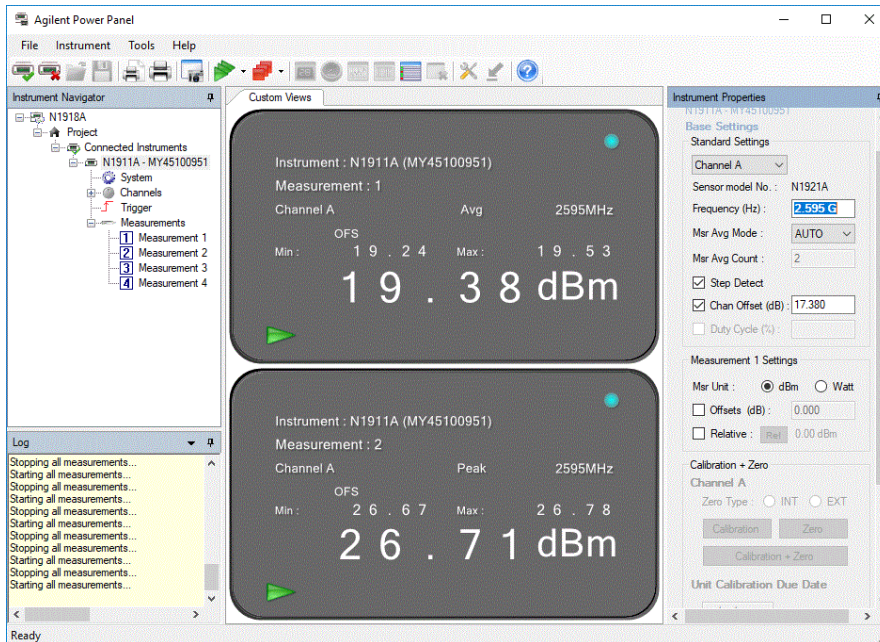 Agilent Power Panel
File Instrument Tools Help
Instrument Navigator
N1918A
Project
Connected Instruments
N1911A - MY45100951
System
Channels
Trigger
Measurements
1 Measurement 1
2 Measurement 2
3 Measurement 3
4 Measurement 4
Log
Stopping all measurements...
Starting all measurements...
Stopping all measurements...
Starting all measurements...
Stopping all measurements...
Starting all measurements...
Stopping all measurements...
Stopping all measurements...
Starting all measurements...
Stopping all measurements...
Starting all measurements...
Ready
Custom Views
Instrument : N1911A (MY45100951)
Measurement : 1
Channel A Avg 2595MHz
OFS
Min : 19.24 Max : 19.53
19.38 dBm
Instrument : N1911A (MY45100951)
Measurement : 2
Channel A Peak 2595MHz
OFS
Min : 26.67 Max : 26.78
26.71 dBm
Instrument Properties
N1911A - MY45100951
Base Settings
Standard Settings
Channel A
Sensor model No. : N1921A
Frequency (Hz) : 2.595 G
Msr Avg Mode : AUTO
Msr Avg Count : 2
Step Detect
Chan Offset (dB) : 17.380
Duty Cycle (%) :
Measurement 1 Settings
Msr Unit : dBm Watt
Offsets (dB) : 0.000
Relative : Rel 0.00 dBm
Calibration + Zero
Channel A
Zero Type : INT EXT
Calibration Zero
Calibration + Zero
Unit Calibration Due Date